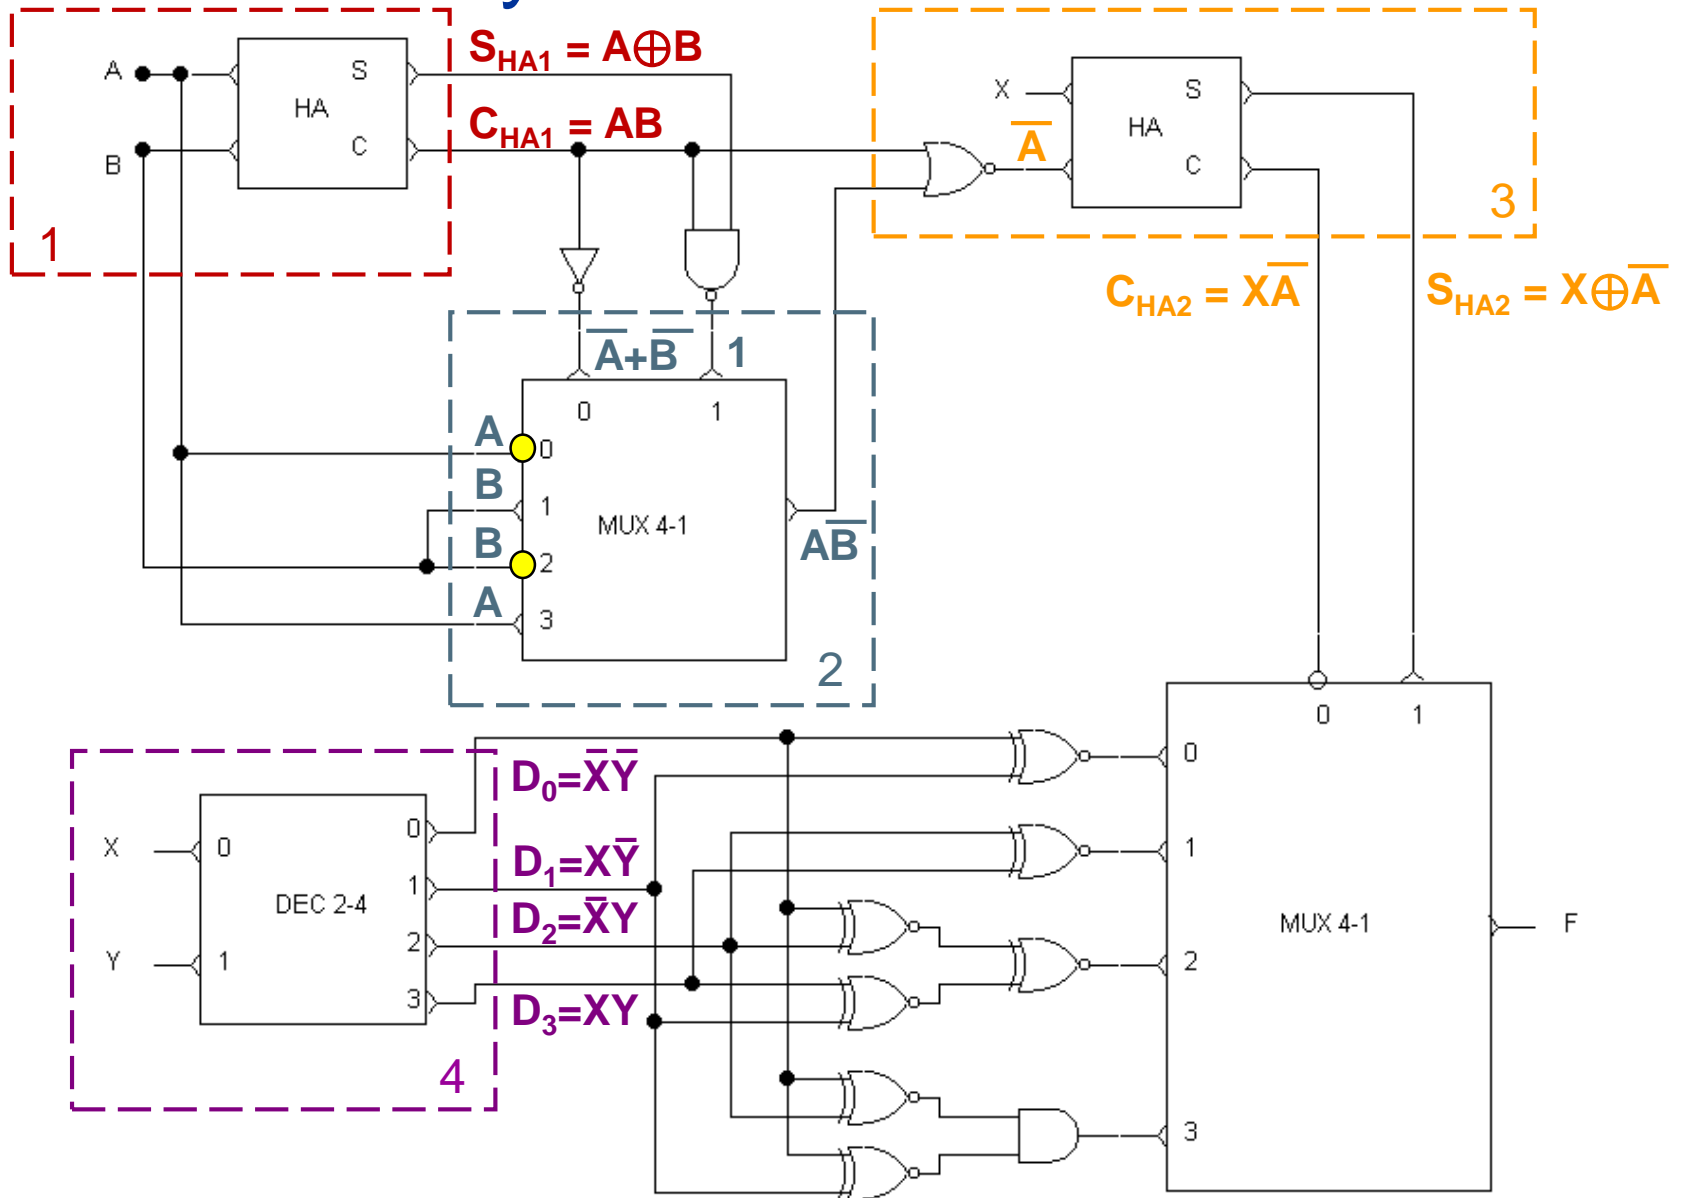 A
B
HA
S
C
S_HA1 = A⊕B
C_HA1 = AB
1
X
A̅
HA
S
C
3
C_HA2 = XA̅
S_HA2 = X⊕A̅
A̅+B̅
1
0
1
A
0
B
1
B
2
A
3
MUX 4-1
AB̅
2
X
Y
0
1
DEC 2-4
0
1
2
3
D₀=X̅Y̅
D₁=XY̅
D₂=X̅Y
D₃=XY
4
0
1
0
1
2
3
MUX 4-1
F